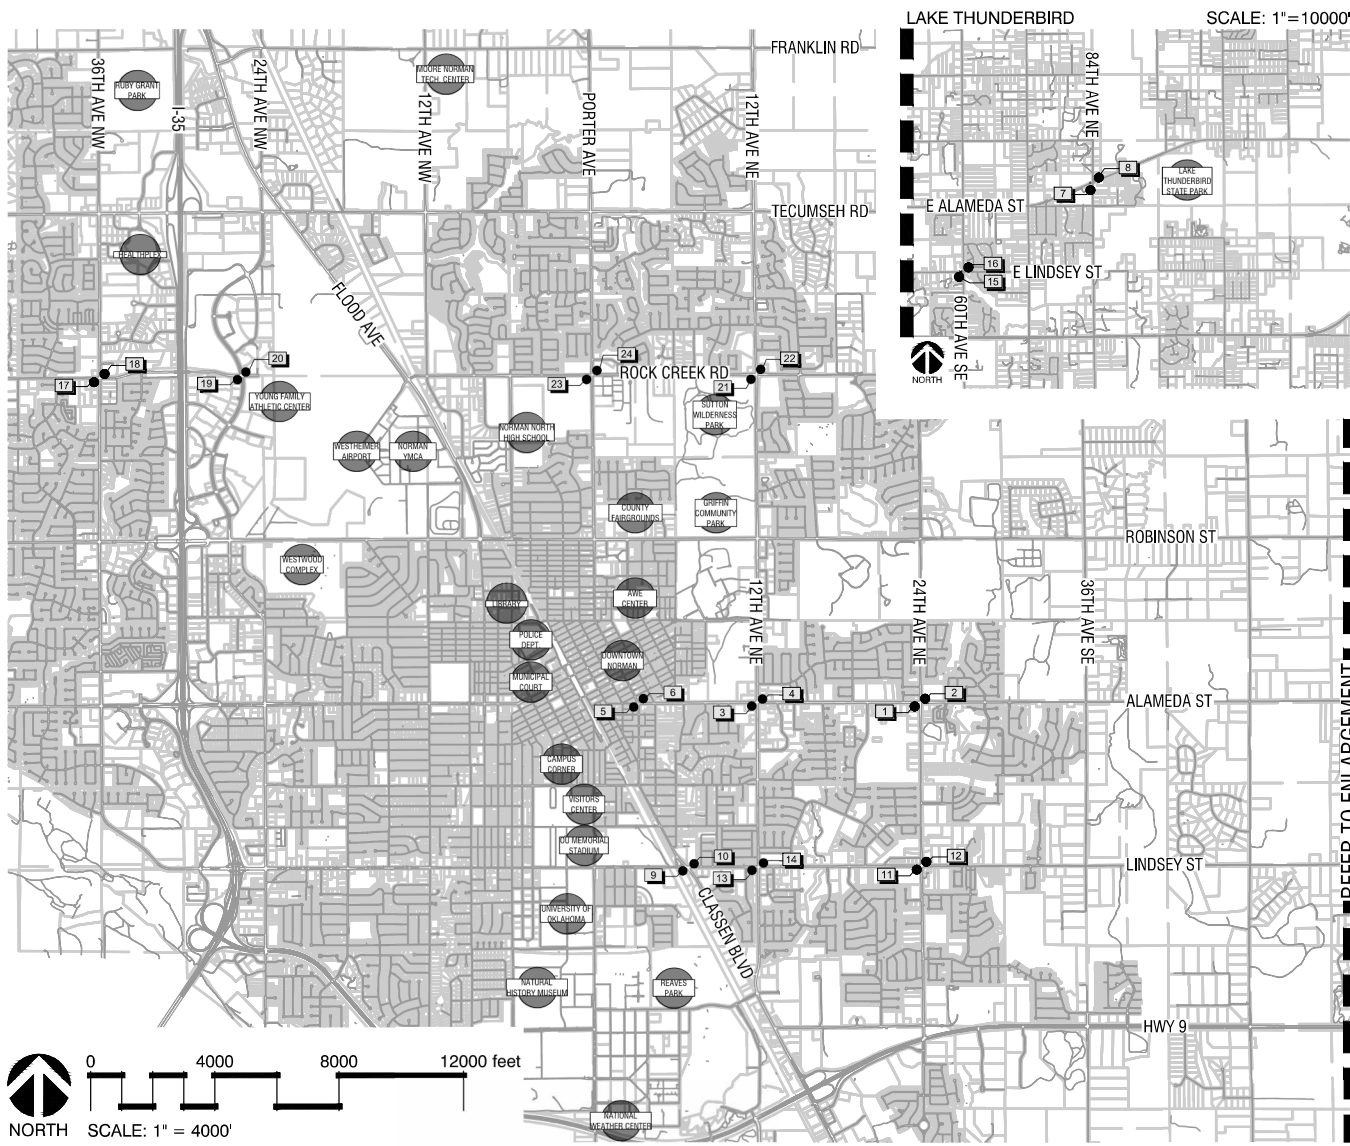 LAKE THUNDERBIRD
SCALE: 1"=10000'
FRANKLIN RD
36TH AVE NW
I-35
24TH AVE NW
12TH AVE NW
PORTER AVE
12TH AVE NE
RUBY GRANT
PARK
MOORE NORMAN
TECH. CENTER
84TH AVE NE
8
7
LAKE
THUNDERBIRD
STATE PARK
E ALAMEDA ST
TECUMSEH RD
HEALTHPLEX
16
E LINDSEY ST
15
60TH AVE SE
NORTH
FLOOD AVE
17
18
19
20
23
24
ROCK CREEK RD
21
22
YOUNG FAMILY
ATHLETIC CENTER
SUTTON
WILDERNESS
PARK
NORMAN NORTH
HIGH SCHOOL
WESTHEIMER
AIRPORT
NORMAN
YMCA
COUNTY
FAIRGROUNDS
GRIFFIN
COMMUNITY
PARK
ROBINSON ST
WESTWOOD
COMPLEX
LIBRARY
AWE
CENTER
12TH AVE NE
24TH AVE NE
36TH AVE SE
POLICE
DEPT.
DOWNTOWN
NORMAN
MUNICIPAL
COURT
5
6
3
4
1
2
ALAMEDA ST
REFER TO ENLARGEMENT
CAMPUS
CORNER
VISITORS
CENTER
OU MEMORIAL
STADIUM
9
10
13
14
11
12
LINDSEY ST
CLASSEN BLVD
UNIVERSITY OF
OKLAHOMA
NATURAL
HISTORY MUSEUM
REAVES
PARK
HWY 9
0
4000
8000
12000 feet
NORTH
SCALE: 1" = 4000'
NATIONAL
WEATHER CENTER